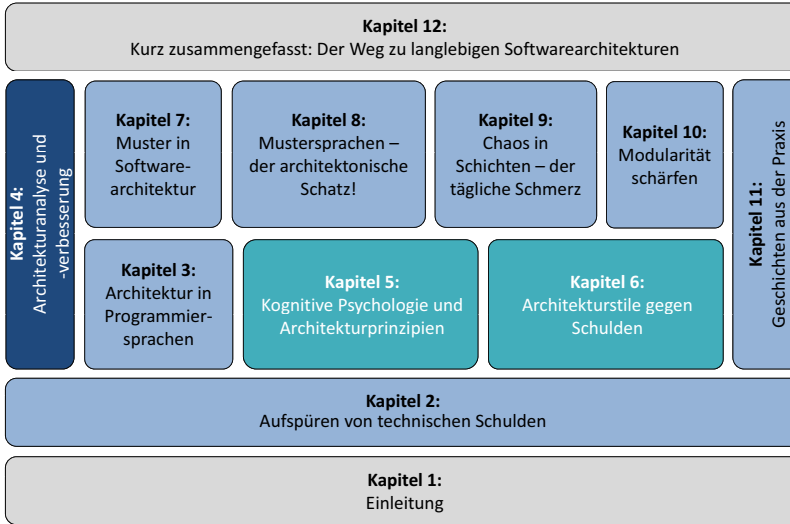 Kapitel 12:
Kurz zusammengefasst: Der Weg zu langlebigen Softwarearchitekturen
Kapitel 4:
Architekturanalyse und
-verbesserung
Kapitel 7:
Muster in
Software-
architektur
Kapitel 8:
Mustersprachen –
der architektonische
Schatz!
Kapitel 9:
Chaos in
Schichten – der
tägliche Schmerz
Kapitel 10:
Modularität
schärfen
Kapitel 11:
Geschichten aus der Praxis
Kapitel 3:
Architektur in
Programmier-
sprachen
Kapitel 5:
Kognitive Psychologie und
Architekturprinzipien
Kapitel 6:
Architekturstile gegen
Schulden
Kapitel 2:
Aufspüren von technischen Schulden
Kapitel 1:
Einleitung